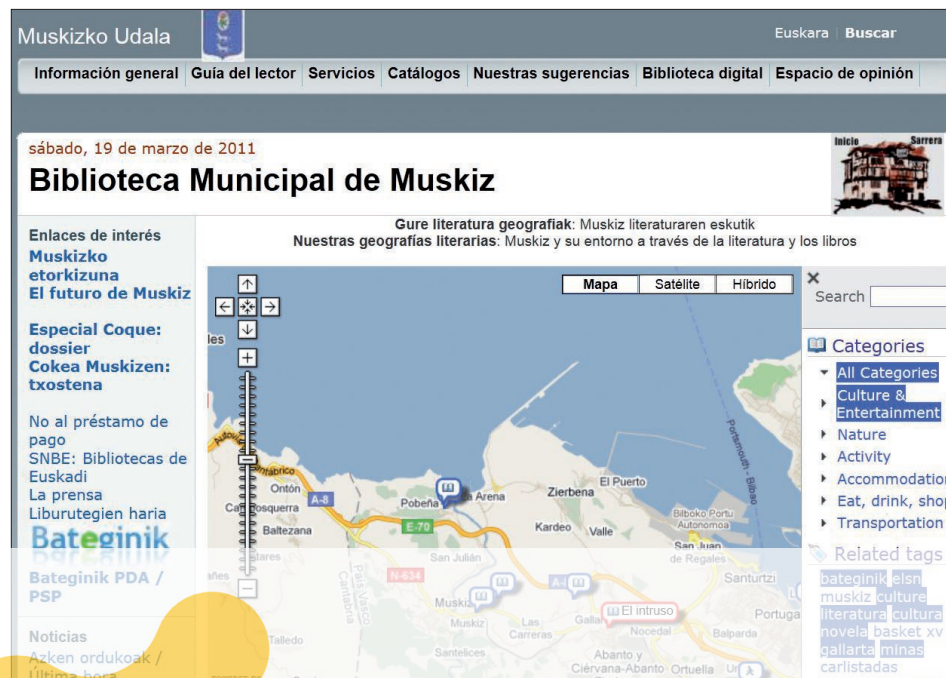 Muskizko Udala
Euskara | Buscar
Información general Guía del lector Servicios Catálogos Nuestras sugerencias Biblioteca digital Espacio de opinión
sábado, 19 de marzo de 2011
Biblioteca Municipal de Muskiz
Inicio Sarrera
Enlaces de interés
Muskizko
etorkizuna
El futuro de Muskiz
Especial Coque:
dossier
Cokea Muskizen:
txostena
No al préstamo de
pago
SNBE: Bibliotecas de
Euskadi
La prensa
Liburutegien haria
Bateginik
Bateginik PDA /
PSP
Noticias
Azken ordukoak /
Última hora
Gure literatura geografiak: Muskiz literaturaren eskutik
Nuestras geografías literarias: Muskiz y su entorno a través de la literatura y los libros
Mapa Satélite Híbrido
les
Portsmouth - Bilbao
Ontón
A-8
Pobeña
Arena
Zierbena
El Puerto
Baltezana
E-70
Kardeo
Valle
Bilboko Portu
Autonomoa
San Juan
de Regales
San Julián
País Vasco
Cantabria
N-634
Santurtzi
Muskiz
Muskiz
Las
Carreras
El intruso
Nocedal
Balparda
Portuga
Talledo
Santelices
Abanto y
Ciérvana-Abanto
Ortuella
Search
Categories
All Categories
Culture &
Entertainment
Nature
Activity
Accommodation
Eat, drink, shop
Transportation
Related tags
bateginik elsn
muskiz culture
literatura cultura
novela basket xv
gallarta minas
carlistadas